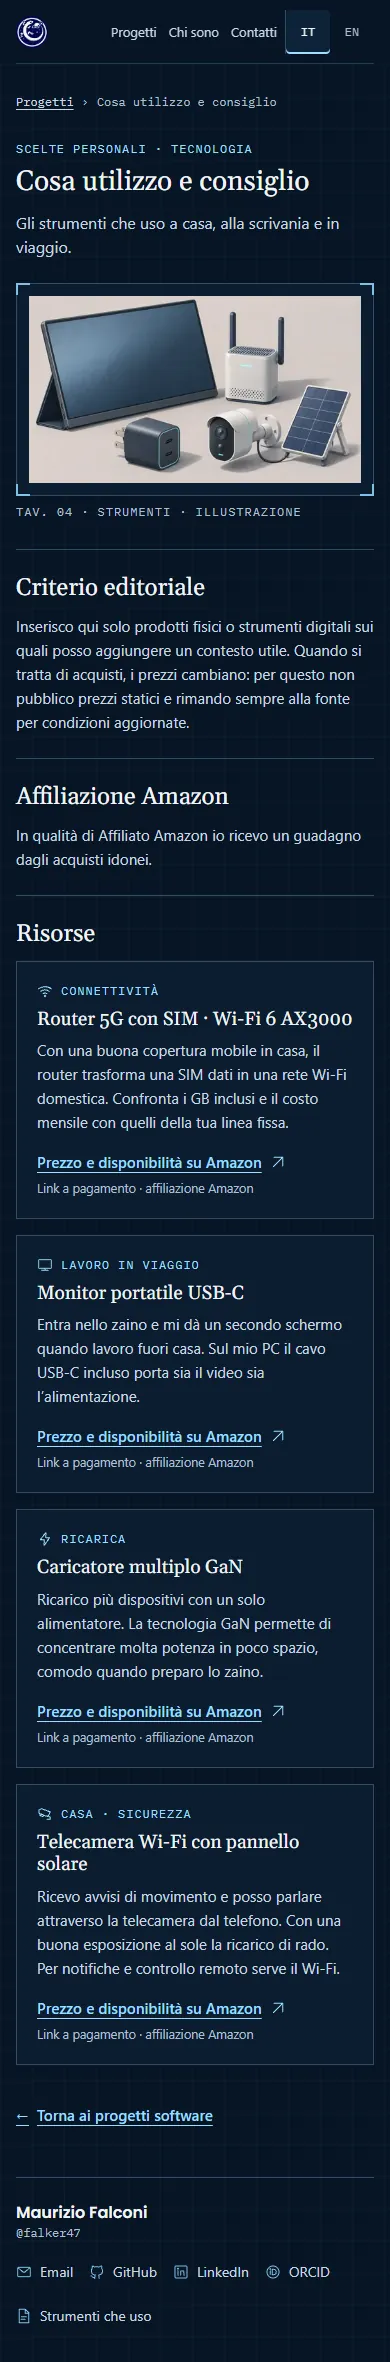 Progetti Chi sono Contatti IT EN
Progetti › Cosa utilizzo e consiglio
SCELTE PERSONALI · TECNOLOGIA
Cosa utilizzo e consiglio
Gli strumenti che uso a casa, alla scrivania e in
viaggio.
TAV. 04 · STRUMENTI · ILLUSTRAZIONE
Criterio editoriale
Inserisco qui solo prodotti fisici o strumenti digitali sui
quali posso aggiungere un contesto utile. Quando si
tratta di acquisti, i prezzi cambiano: per questo non
pubblico prezzi statici e rimando sempre alla fonte
per condizioni aggiornate.
Affiliazione Amazon
In qualità di Affiliato Amazon io ricevo un guadagno
dagli acquisti idonei.
Risorse
CONNETTIVITÀ
Router 5G con SIM · Wi-Fi 6 AX3000
Con una buona copertura mobile in casa, il
router trasforma una SIM dati in una rete Wi-Fi
domestica. Confronta i GB inclusi e il costo
mensile con quelli della tua linea fissa.
Prezzo e disponibilità su Amazon
Link a pagamento · affiliazione Amazon
LAVORO IN VIAGGIO
Monitor portatile USB-C
Entra nello zaino e mi dà un secondo schermo
quando lavoro fuori casa. Sul mio PC il cavo
USB-C incluso porta sia il video sia
l’alimentazione.
Prezzo e disponibilità su Amazon
Link a pagamento · affiliazione Amazon
RICARICA
Caricatore multiplo GaN
Ricarico più dispositivi con un solo
alimentatore. La tecnologia GaN permette di
concentrare molta potenza in poco spazio,
comodo quando preparo lo zaino.
Prezzo e disponibilità su Amazon
Link a pagamento · affiliazione Amazon
CASA · SICUREZZA
Telecamera Wi-Fi con pannello
solare
Ricevo avvisi di movimento e posso parlare
attraverso la telecamera dal telefono. Con una
buona esposizione al sole la ricarico di rado.
Per notifiche e controllo remoto serve il Wi-Fi.
Prezzo e disponibilità su Amazon
Link a pagamento · affiliazione Amazon
← Torna ai progetti software
Maurizio Falconi
@falker47
Email GitHub LinkedIn ORCID
Strumenti che uso